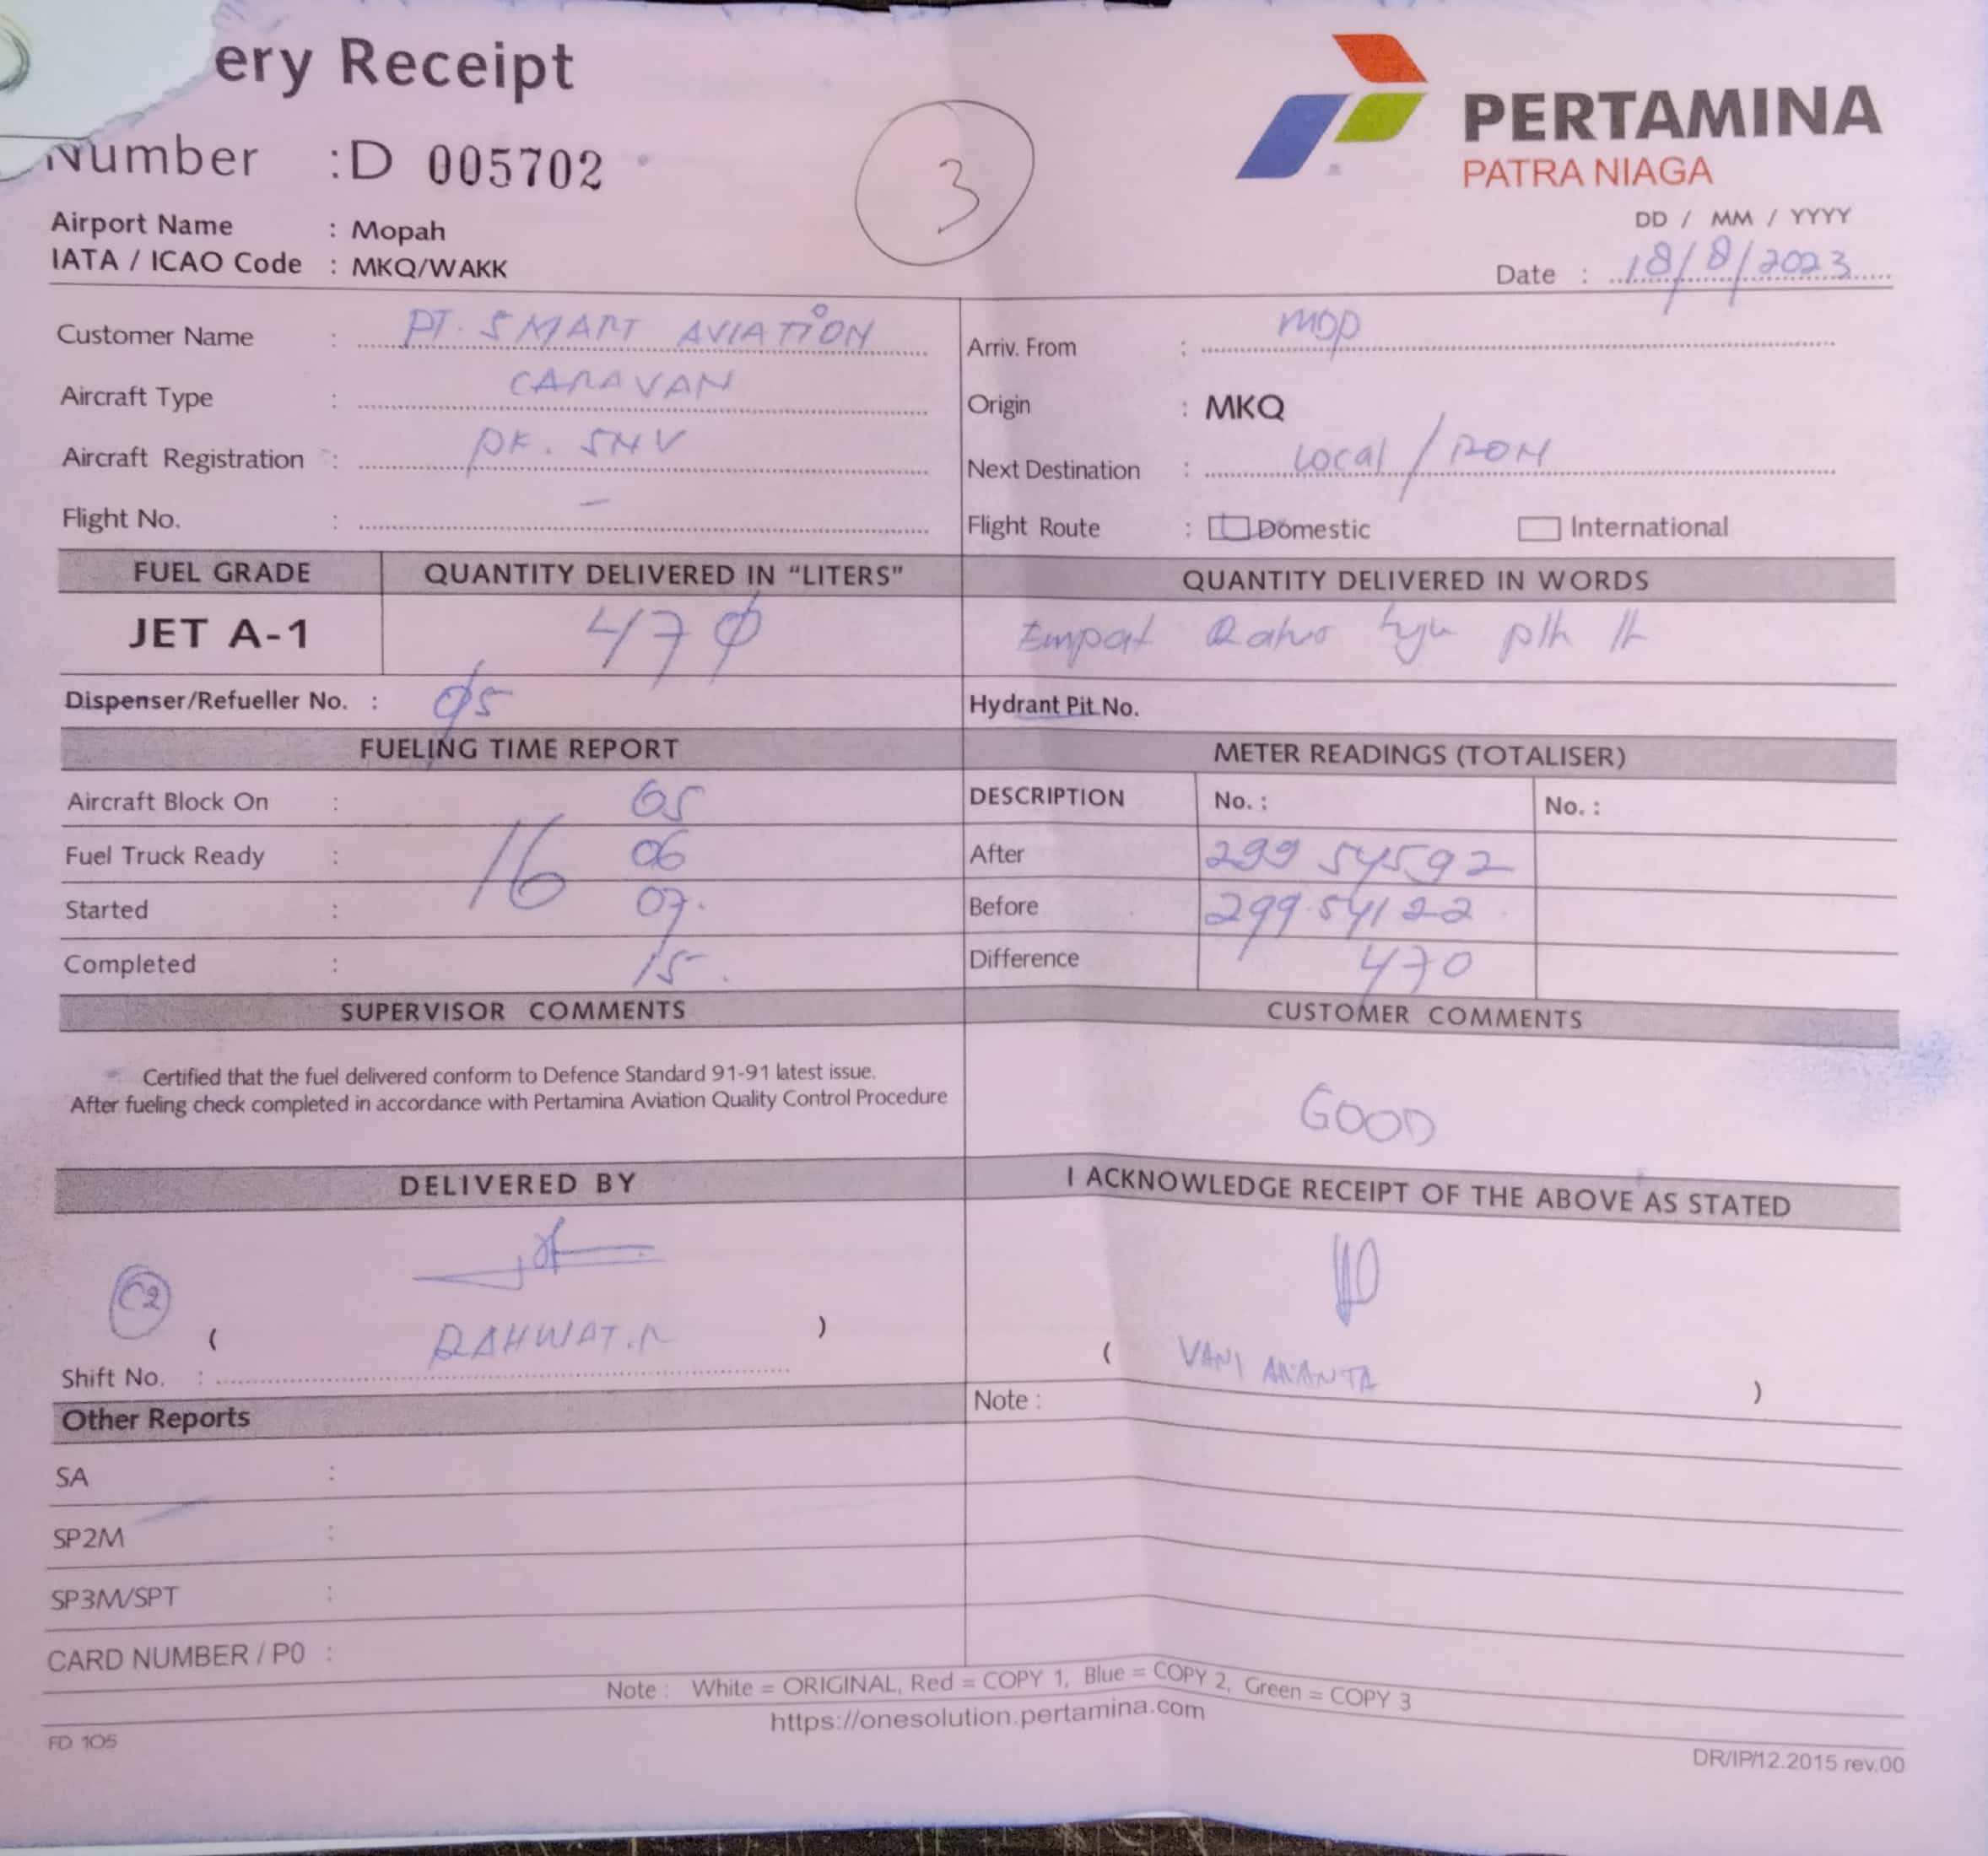 ery Receipt
PERTAMINA
PATRA NIAGA
Number : D 005702
3
Airport Name : Mopah
IATA / ICAO Code : MKQ/WAKK
DD / MM / YYYY
Date : 18/8/2023
Customer Name : PT. SMART AVIATION
Arriv. From : MOP
Aircraft Type : CARAVAN
Origin : MKQ
Aircraft Registration : PK. SNV
Next Destination : Local / RON
Flight No. : -
Flight Route : Domestic International
FUEL GRADE QUANTITY DELIVERED IN “LITERS” QUANTITY DELIVERED IN WORDS
JET A-1 470 Empat Ratus plh
Dispenser/Refueller No. : 05 Hydrant Pit No.
FUELING TIME REPORT METER READINGS (TOTALISER)
Aircraft Block On : 05 DESCRIPTION No. : No. :
Fuel Truck Ready : 16 06 After 299 54592
Started : 07. Before 299.54122
Completed : 15. Difference 470
SUPERVISOR COMMENTS CUSTOMER COMMENTS
Certified that the fuel delivered conform to Defence Standard 91-91 latest issue.
After fueling check completed in accordance with Pertamina Aviation Quality Control Procedure
GOOD
DELIVERED BY I ACKNOWLEDGE RECEIPT OF THE ABOVE AS STATED
C2
( RAHWAT.N )
( VANI ANANTA )
Shift No. :
Note :
Other Reports
SA :
SP2M :
SP3M/SPT :
CARD NUMBER / P0 :
Note : White = ORIGINAL, Red = COPY 1, Blue = COPY 2, Green = COPY 3
https://onesolution.pertamina.com
FD 105
DR/IP/12.2015 rev.00